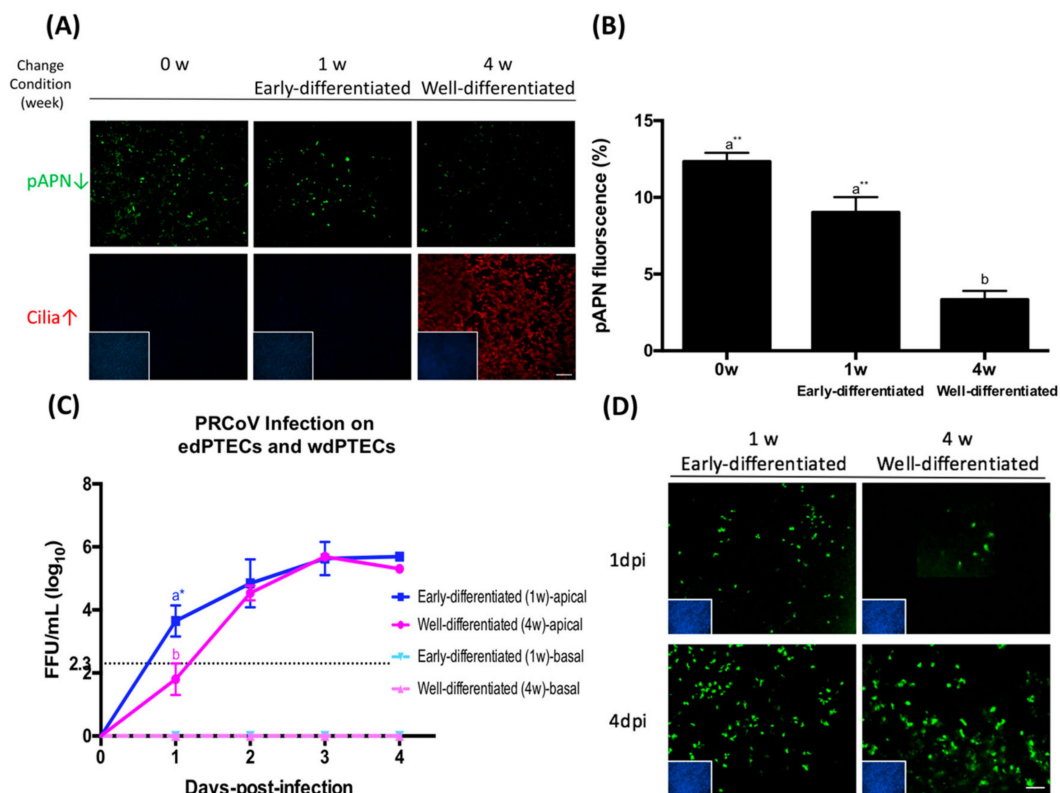 (A)
Change
Condition
(week)
0 w
1 w
Early-differentiated
4 w
Well-differentiated
pAPN↓
Cilia↑
(B)
pAPN fluorscence (%)
15
10
5
0
a**
a**
b
0w
1w
4w
Early-differentiated
Well-differentiated
(C)
PRCoV Infection on
edPTECs and wdPTECs
FFU/mL (log10)
8
6
4
2.3
2
0
a*
b
Early-differentiated (1w)-apical
Well-differentiated (4w)-apical
Early-differentiated (1w)-basal
Well-differentiated (4w)-basal
0 1 2 3 4
Days-post-infection
(D)
1 w
Early-differentiated
4 w
Well-differentiated
1dpi
4dpi